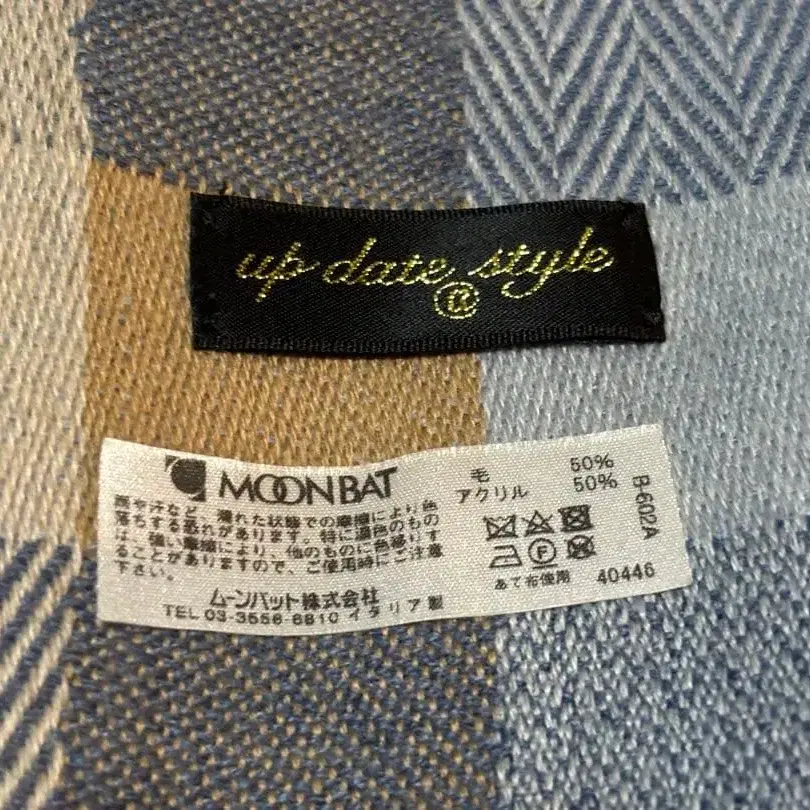 up date style
®
MOONBAT
毛 50%
アクリル 50%
雨や汗など、濡れた状態での摩擦により色
落ちする恐れがあります。特に濃色のもの
は、強い摩擦により、他のものに色移りす
ることがありますので、ご使用時にご注意
下さい。
ムーンバット株式会社
TEL 03-3556-6810 イタリア製
あて布使用
40446
B-602A